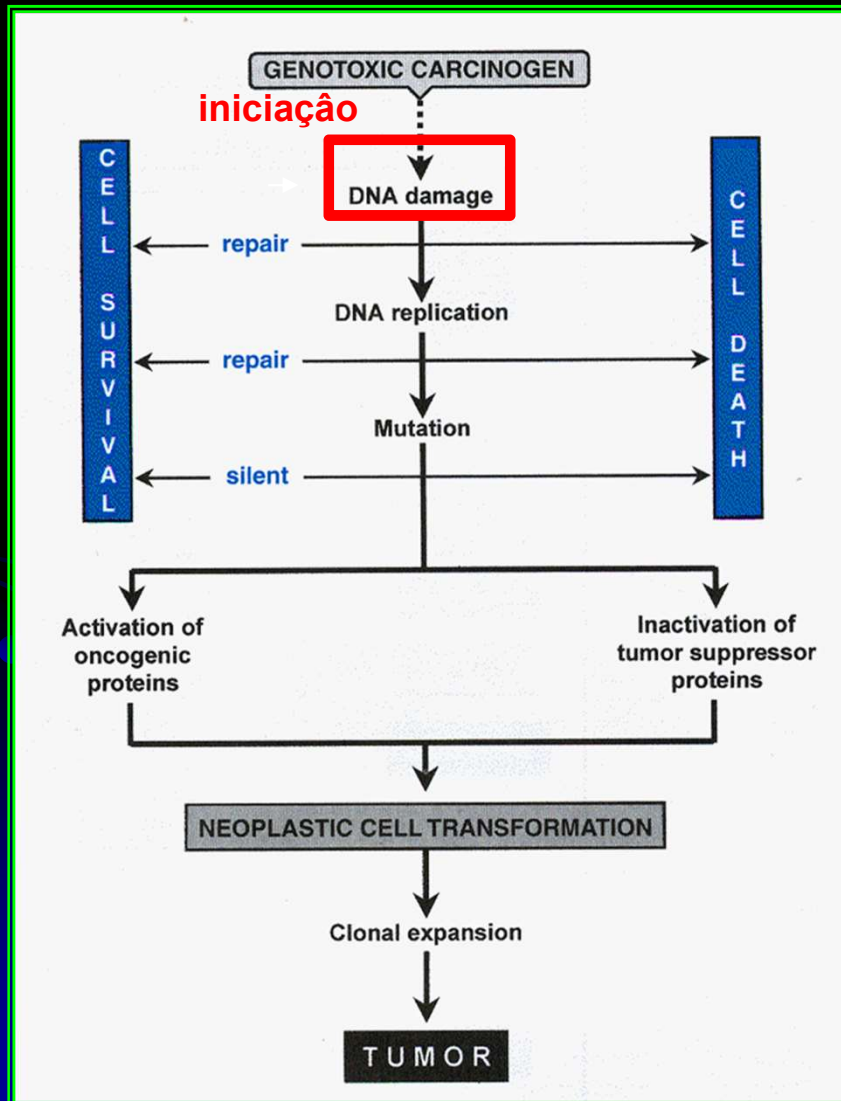 GENOTOXIC CARCINOGEN
iniciaçâo
DNA damage
CELL SURVIVAL
CELL DEATH
repair
DNA replication
repair
Mutation
silent
Activation of
oncogenic
proteins
Inactivation of
tumor suppressor
proteins
NEOPLASTIC CELL TRANSFORMATION
Clonal expansion
TUMOR